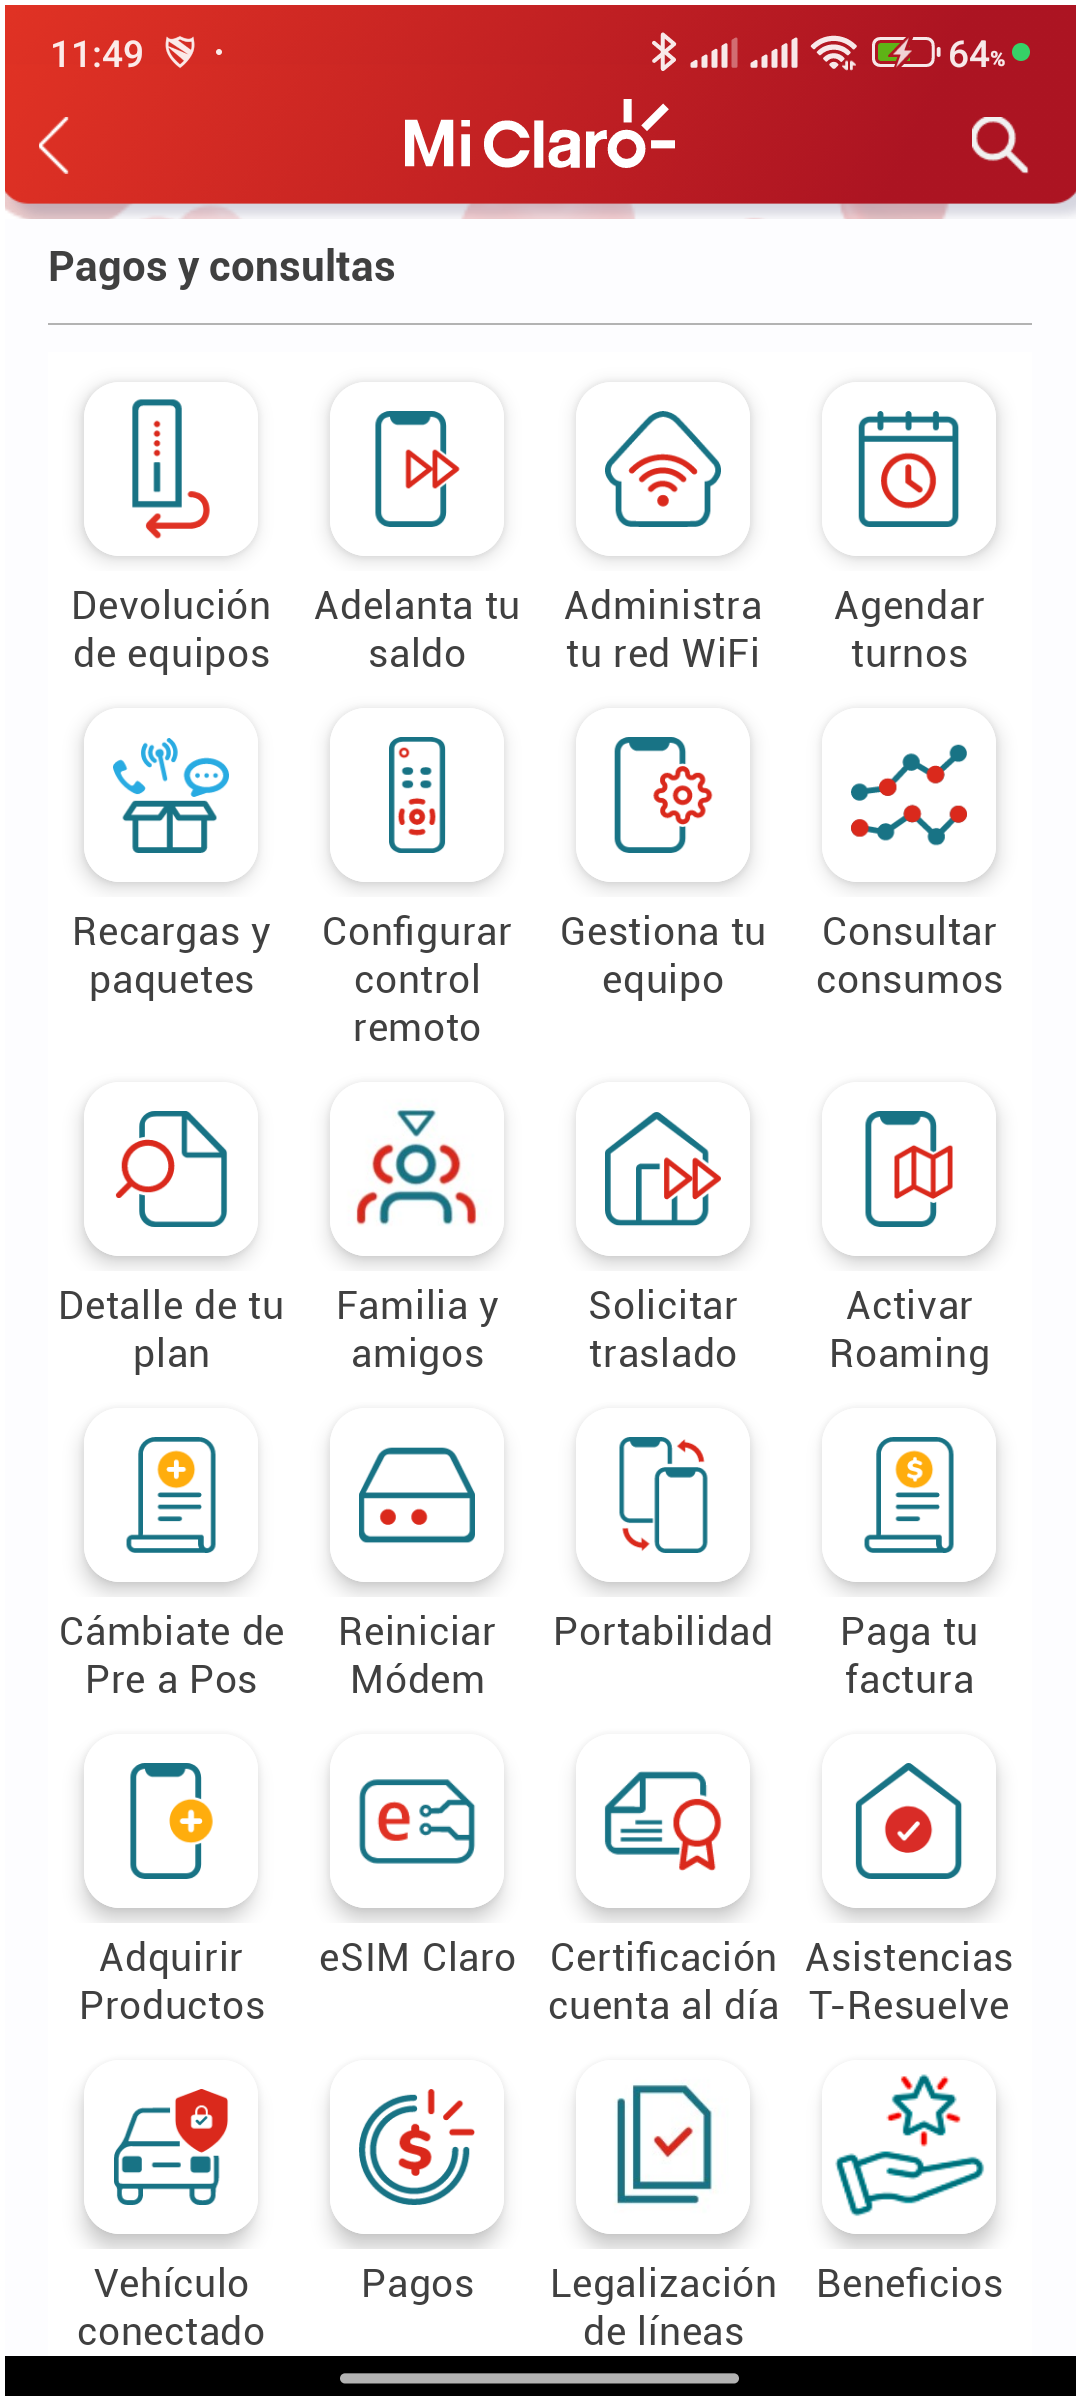 11:49
64%
Mi Claro
Pagos y consultas
Devolución
de equipos
Adelanta tu
saldo
Administra
tu red WiFi
Agendar
turnos
Recargas y
paquetes
Configurar
control
remoto
Gestiona tu
equipo
Consultar
consumos
Detalle de tu
plan
Familia y
amigos
Solicitar
traslado
Activar
Roaming
Cámbiate de
Pre a Pos
Reiniciar
Módem
Portabilidad
Paga tu
factura
Adquirir
Productos
e
eSIM Claro
Certificación
cuenta al día
Asistencias
T-Resuelve
Vehículo
conectado
$
Pagos
Legalización
de líneas
Beneficios